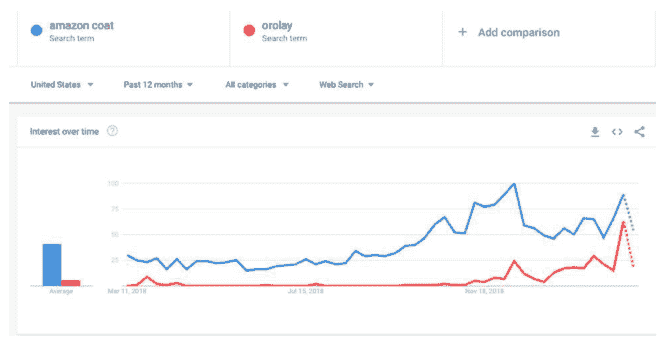 amazon coat
Search term
orolay
Search term
+ Add comparison
United States
Past 12 months
All categories
Web Search
Interest over time
100
75
50
25
Average
Mar 11, 2018
Jul 15, 2018
Nov 18, 2018